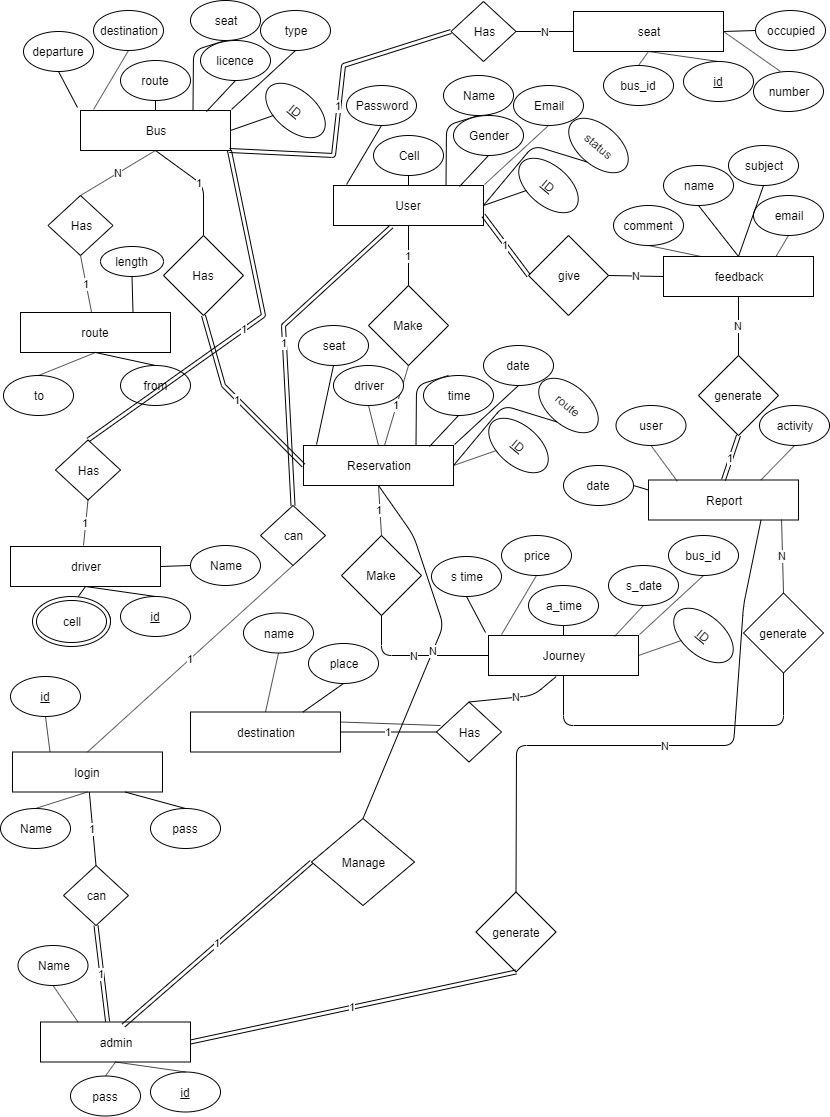 seat
destination
type
departure
licence
route
ID
Bus
Has
N
seat
occupied
bus_id
id
number
1
Password
Name
Email
Gender
status
Cell
ID
User
N
1
Has
Has
length
1
route
to
from
1
1
1
give
N
subject
name
email
comment
feedback
1
Make
1
1
seat
driver
date
time
route
ID
Reservation
N
generate
1
user
activity
date
Report
Has
1
driver
Name
cell
id
can
1
1
Make
N
N
s time
price
a_time
s_date
bus_id
ID
Journey
N
generate
name
place
destination
1
Has
N
N
id
login
Name
pass
1
can
1
Manage
1
generate
1
Name
admin
pass
id